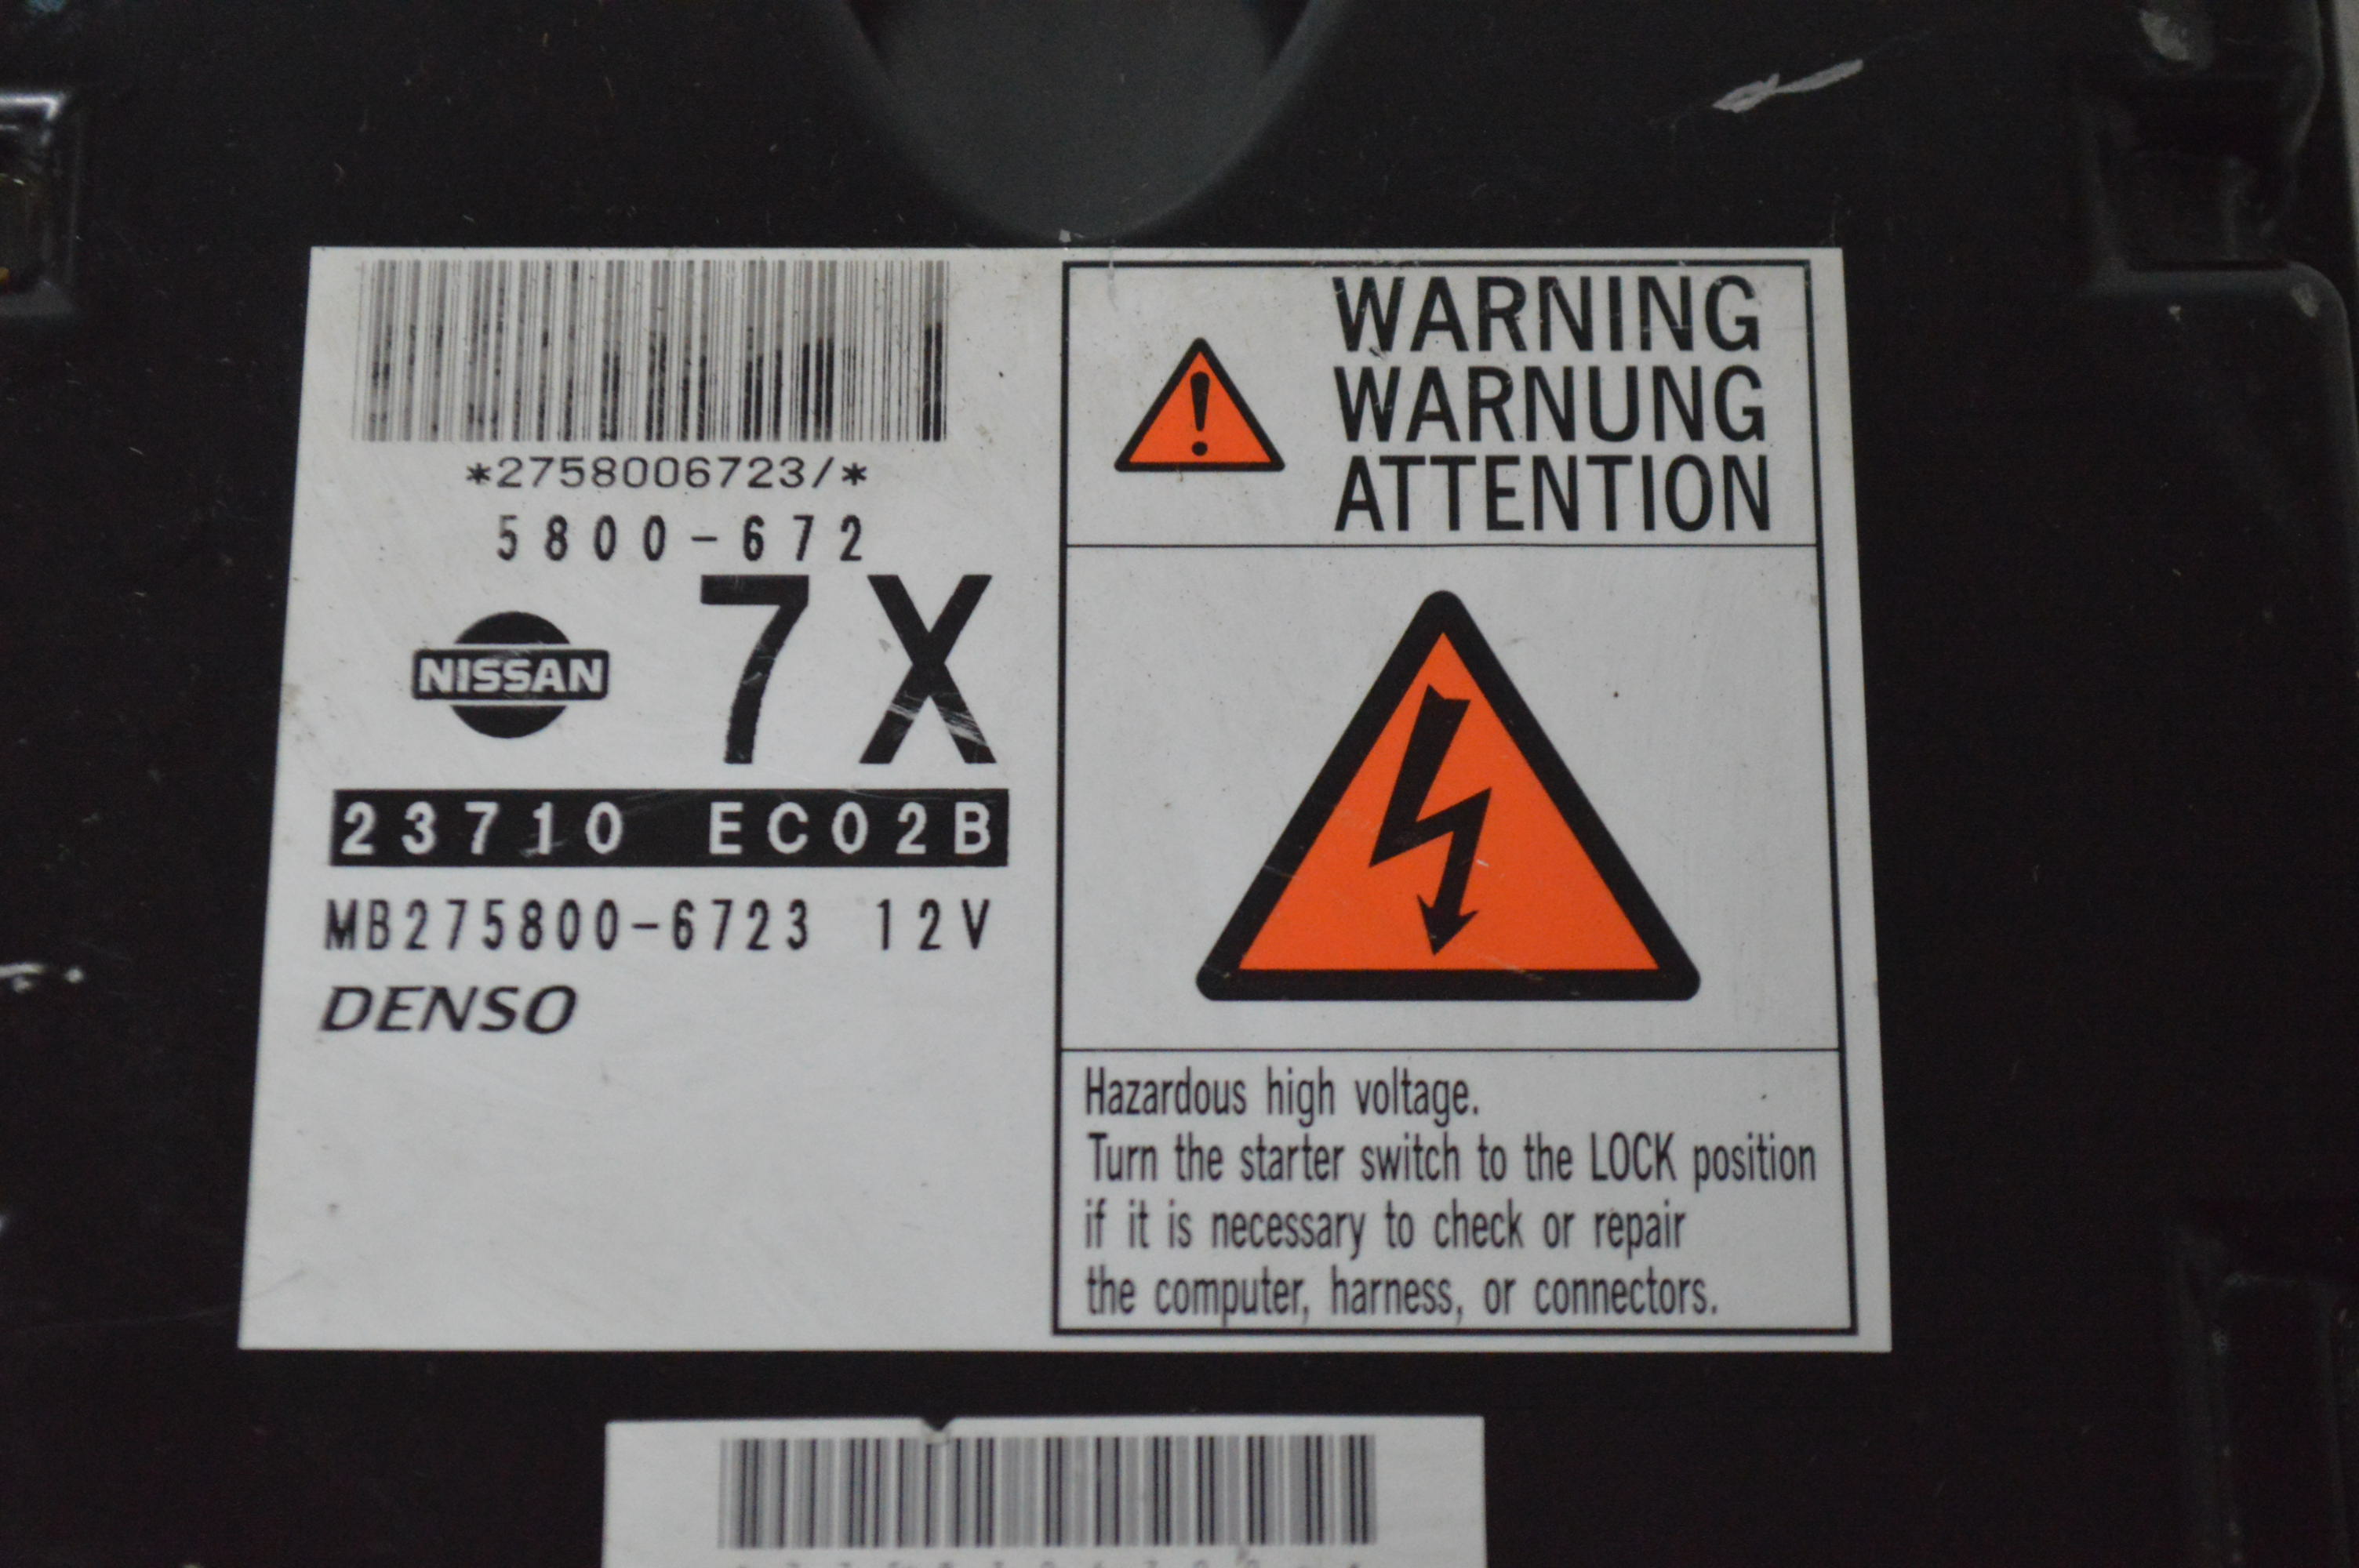 *2758006723/*
5800-672
NISSAN 7X
23710 EC02B
MB275800-6723 12V
DENSO
WARNING
WARNUNG
ATTENTION
Hazardous high voltage.
Turn the starter switch to the LOCK position
if it is necessary to check or repair
the computer, harness, or connectors.